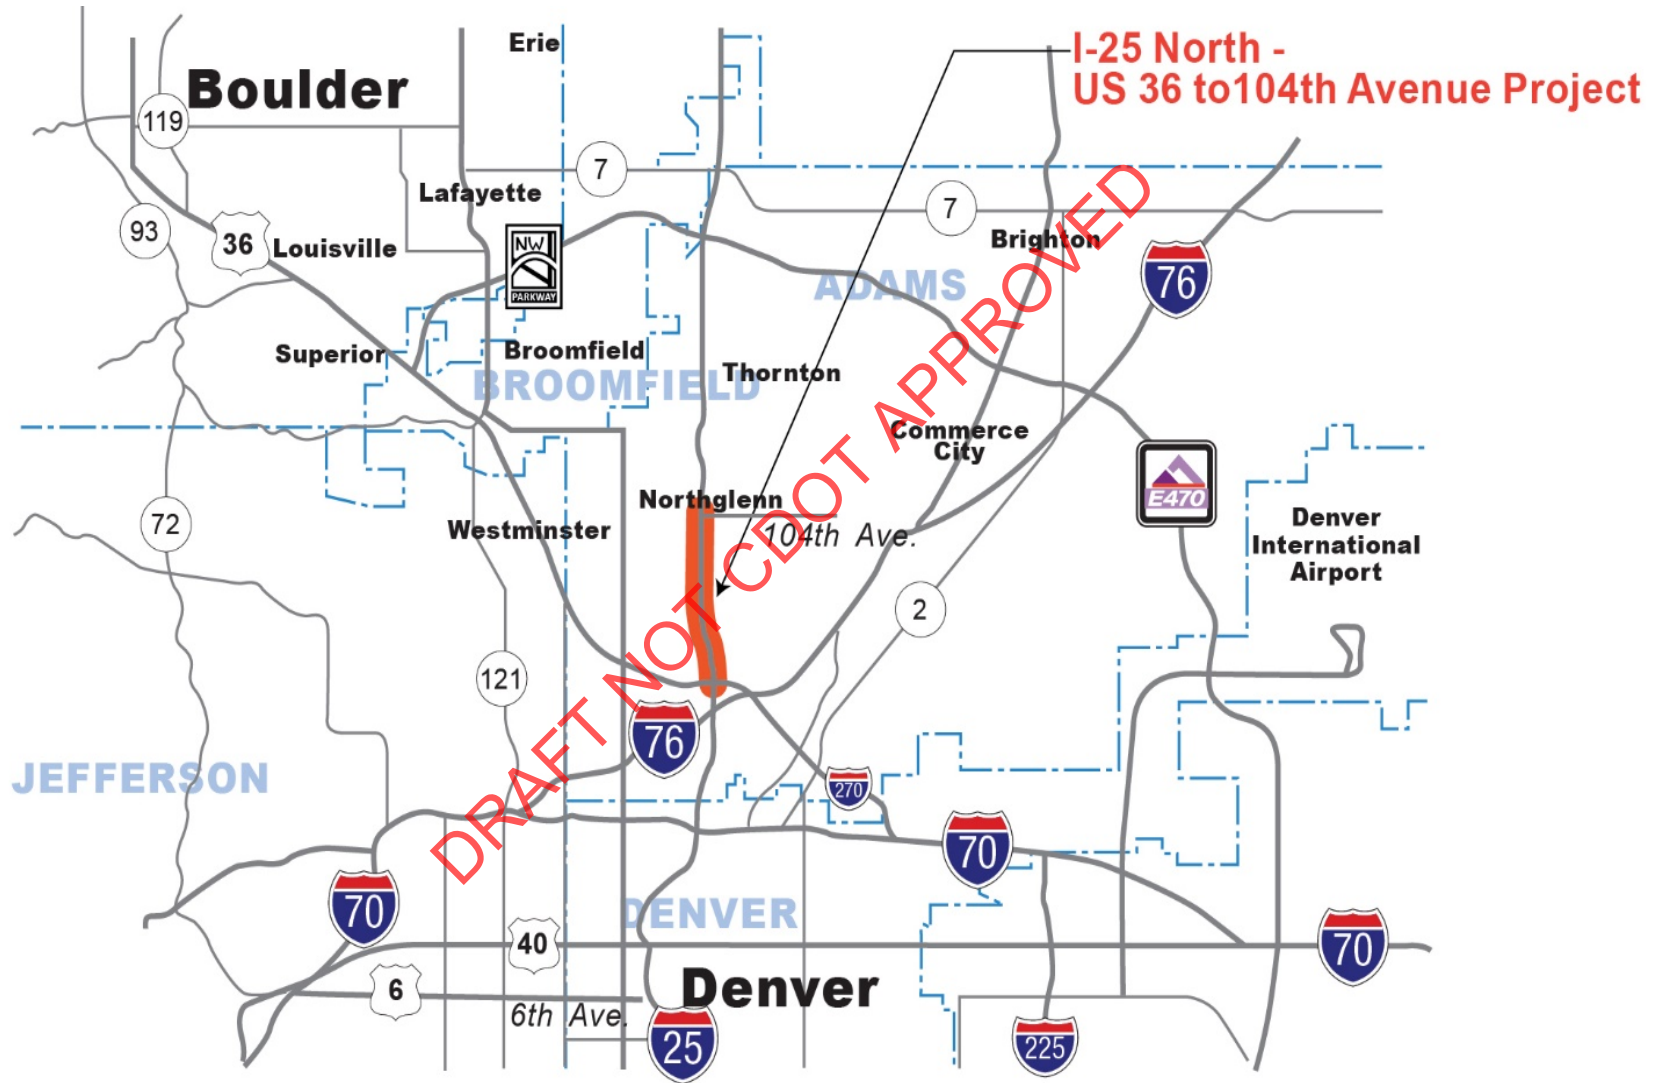 Erie
I-25 North -
US 36 to104th Avenue Project
Boulder
119
7
Lafayette
7
93
36
Louisville
NW
PARKWAY
Brighton
76
ADAMS
Superior
Broomfield
BROOMFIELD
Thornton
Commerce
City
E470
Northglenn
104th Ave.
Westminster
72
Denver
International
Airport
2
121
DRAFT NOT CDOT APPROVED
76
JEFFERSON
270
70
70
DENVER
40
70
6
Denver
6th Ave.
25
225